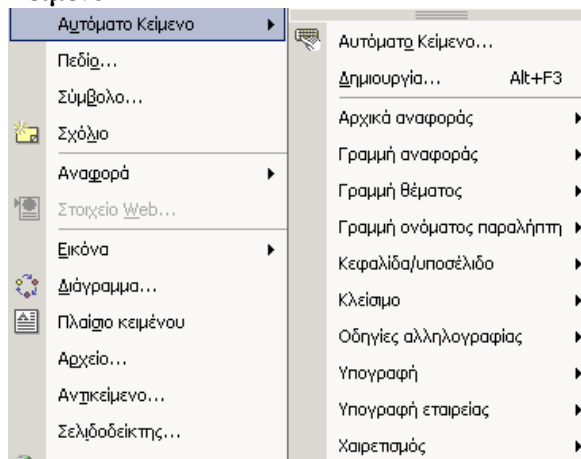 Αυτόματο Κείμενο
Πεδίο...
Σύμβολο...
Σχόλιο
Αναφορά
Στοιχείο Web...
Εικόνα
Διάγραμμα...
Πλαίσιο κειμένου
Αρχείο...
Αντικείμενο...
Σελιδοδείκτης...
Αυτόματο Κείμενο...
Δημιουργία... Alt+F3
Αρχικά αναφοράς
Γραμμή αναφοράς
Γραμμή θέματος
Γραμμή ονόματος παραλήπτη
Κεφαλίδα/υποσέλιδο
Κλείσιμο
Οδηγίες αλληλογραφίας
Υπογραφή
Υπογραφή εταιρείας
Χαιρετισμός